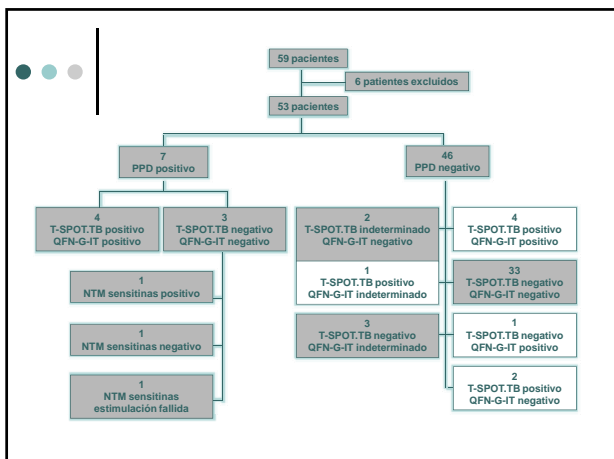 59 pacientes
6 patientes excluidos
53 pacientes
7
PPD positivo
46
PPD negativo
4
T-SPOT.TB positivo
QFN-G-IT positivo
3
T-SPOT.TB negativo
QFN-G-IT negativo
1
NTM sensitinas positivo
1
NTM sensitinas negativo
1
NTM sensitinas
estimulación fallida
2
T-SPOT.TB indeterminado
QFN-G-IT negativo
1
T-SPOT.TB positivo
QFN-G-IT indeterminado
3
T-SPOT.TB negativo
QFN-G-IT indeterminado
4
T-SPOT.TB positivo
QFN-G-IT positivo
33
T-SPOT.TB negativo
QFN-G-IT negativo
1
T-SPOT.TB negativo
QFN-G-IT positivo
2
T-SPOT.TB positivo
QFN-G-IT negativo